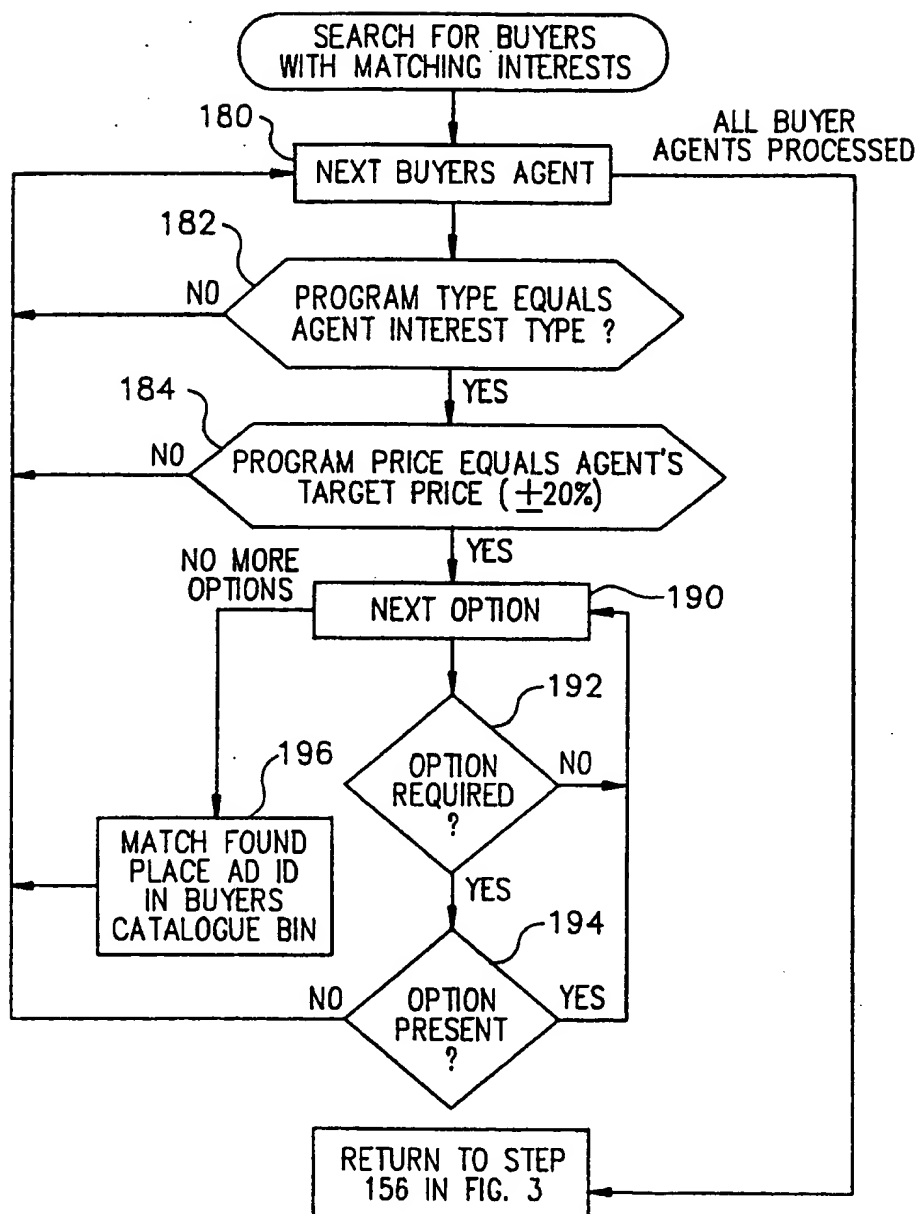 SEARCH FOR BUYERS
WITH MATCHING INTERESTS
180
ALL BUYER
AGENTS PROCESSED
NEXT BUYERS AGENT
182
NO
PROGRAM TYPE EQUALS
AGENT INTEREST TYPE ?
YES
184
NO
PROGRAM PRICE EQUALS AGENT'S
TARGET PRICE (±20%)
YES
NO MORE
OPTIONS
NEXT OPTION
190
192
OPTION
REQUIRED
?
NO
196
MATCH FOUND
PLACE AD ID
IN BUYERS
CATALOGUE BIN
YES
194
NO
OPTION
PRESENT
?
YES
RETURN TO STEP
156 IN FIG. 3